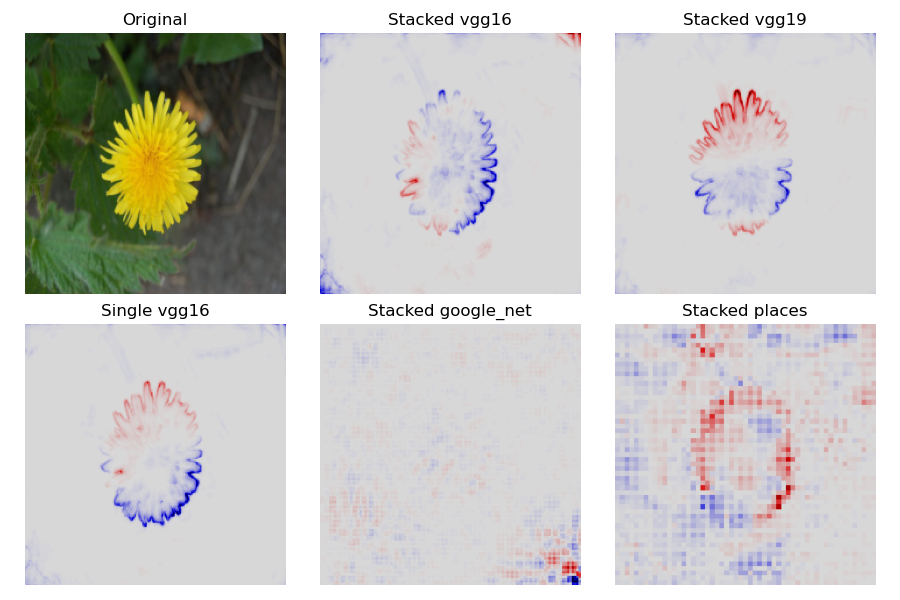 Original
Stacked vgg16
Stacked vgg19
Single vgg16
Stacked google_net
Stacked places